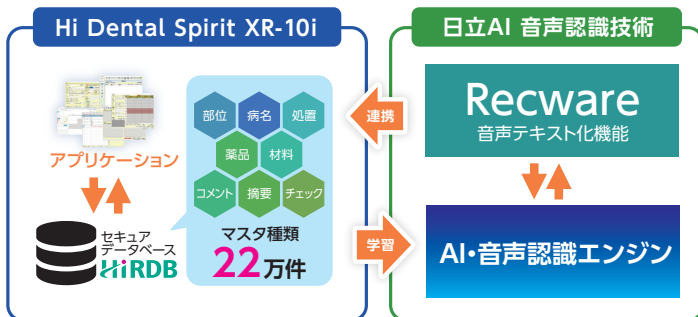 Hi Dental Spirit XR-10i
アプリケーション
セキュア
データベース
HiRDB
部位 病名 処置
薬品 材料
コメント 摘要 チェック
マスタ種類
22万件
連携
学習
日立AI 音声認識技術
Recware
音声テキスト化機能
AI・音声認識エンジン